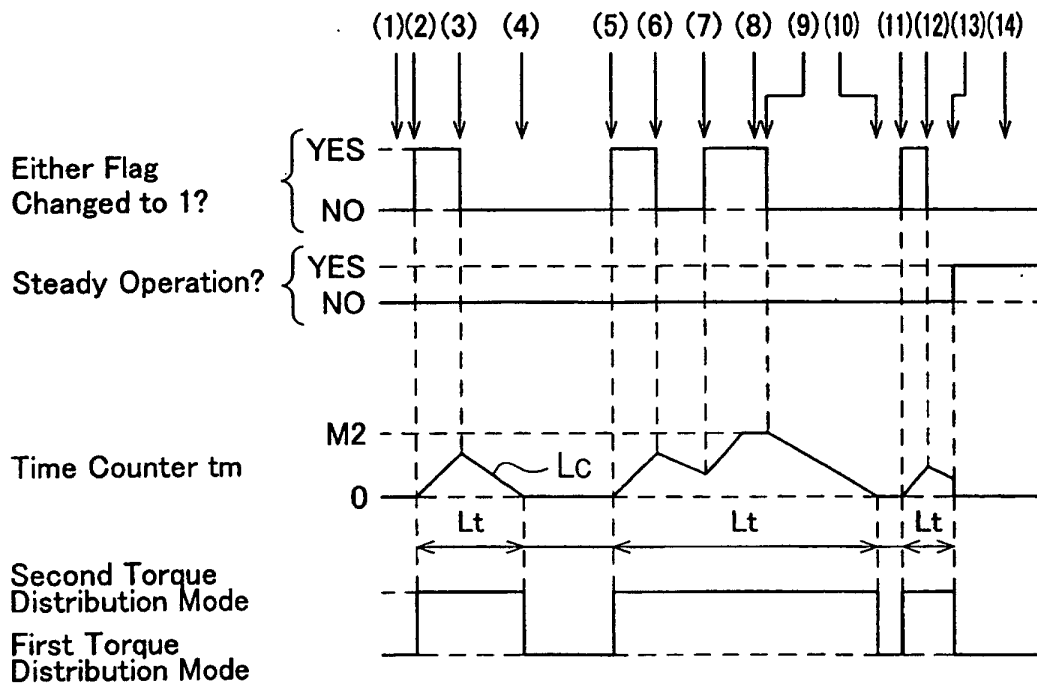 (1)(2) (3) (4) (5) (6) (7) (8) (9) (10) (11) (12) (13)(14)
Either Flag
Changed to 1?
YES
NO
Steady Operation?
YES
NO
Time Counter tm
M2
0
Lc
Lt Lt Lt
Second Torque
Distribution Mode
First Torque
Distribution Mode